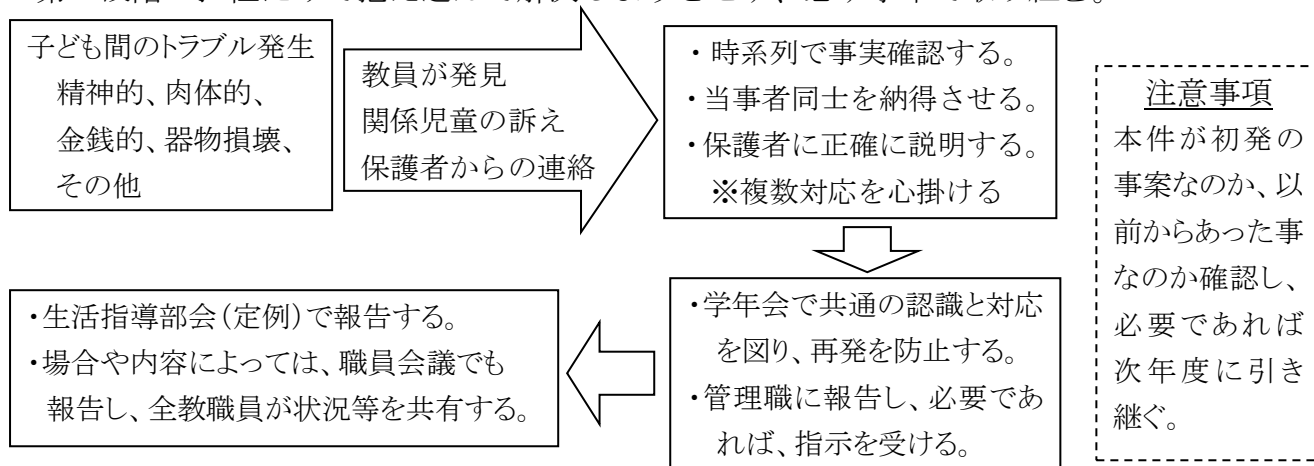 子ども間のトラブル発生
精神的、肉体的、
金銭的、器物損壊、
その他
教員が発見
関係児童の訴え
保護者からの連絡
・時系列で事実確認する。
・当事者同士を納得させる。
・保護者に正確に説明する。
※複数対応を心掛ける
注意事項
本件が初発の
事案なのか、以
前からあった事
なのか確認し、
必要であれば
次年度に引き
継ぐ。
・学年会で共通の認識と対応
を図り、再発を防止する。
・管理職に報告し、必要であ
れば、指示を受ける。
・生活指導部会（定例）で報告する。
・場合や内容によっては、職員会議でも
報告し、全教職員が状況等を共有する。